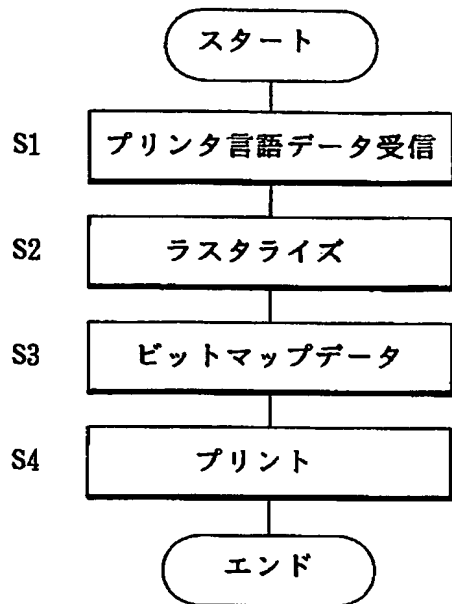 スタート
S1 プリンタ言語データ受信
S2 ラスタライズ
S3 ビットマップデータ
S4 プリント
エンド